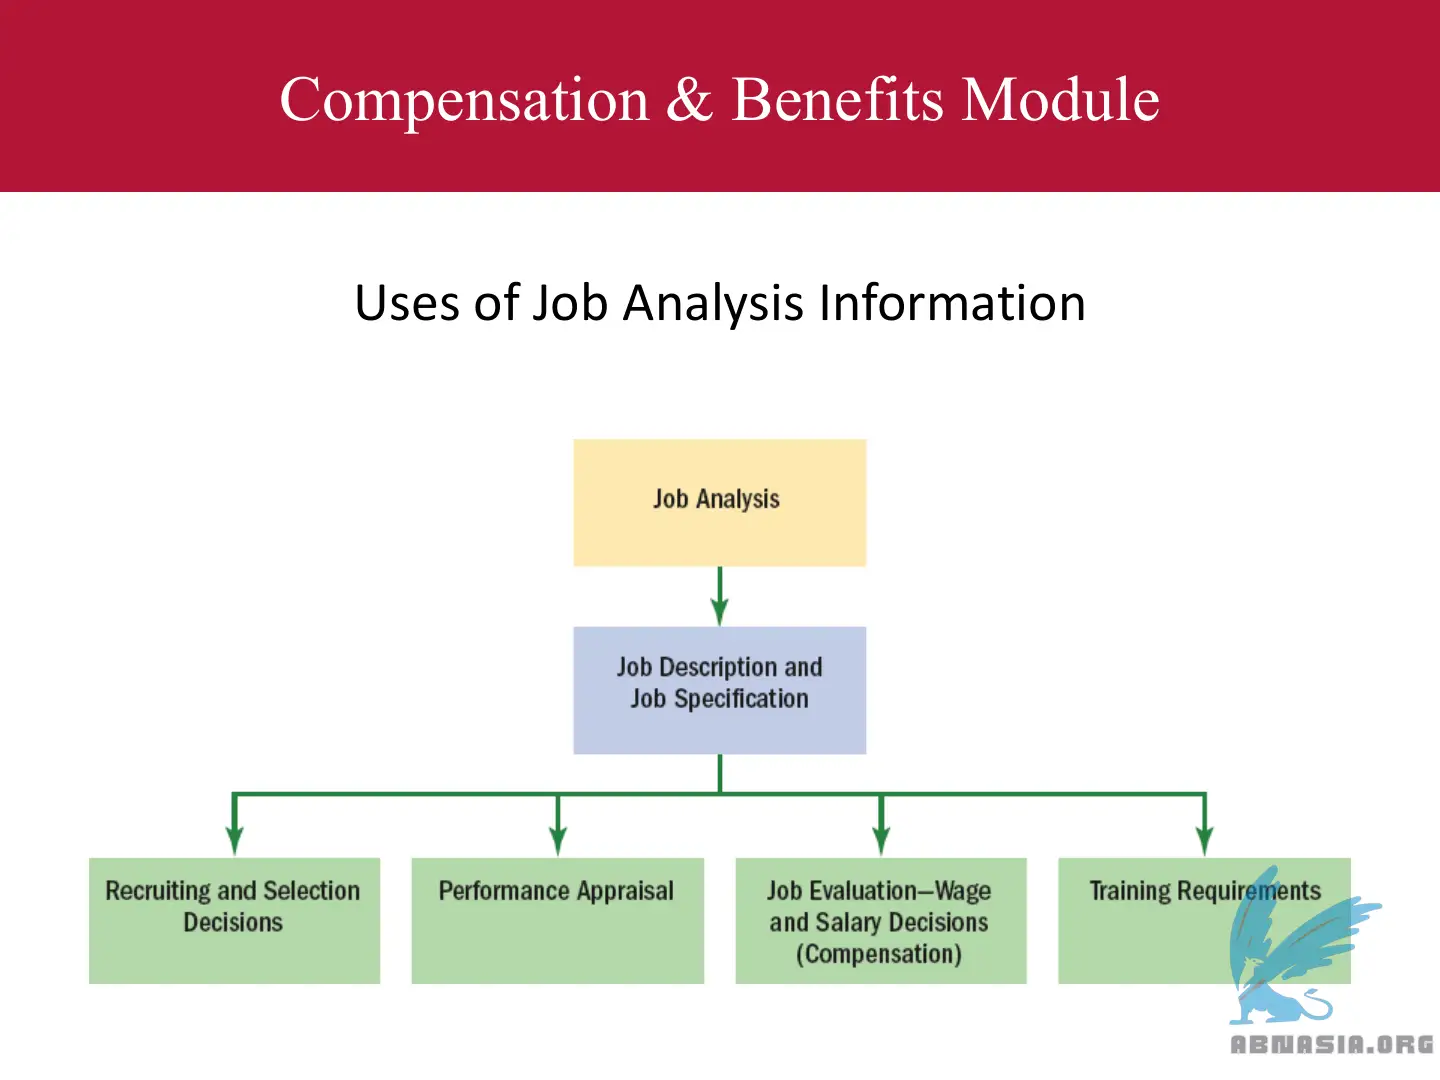 Compensation & Benefits Module
Uses of Job Analysis Information
Job Analysis
Job Description and
Job Specification
Recruiting and Selection
Decisions
Performance Appraisal
Job Evaluation—Wage
and Salary Decisions
(Compensation)
Training Requirements
ABNASIA.ORG